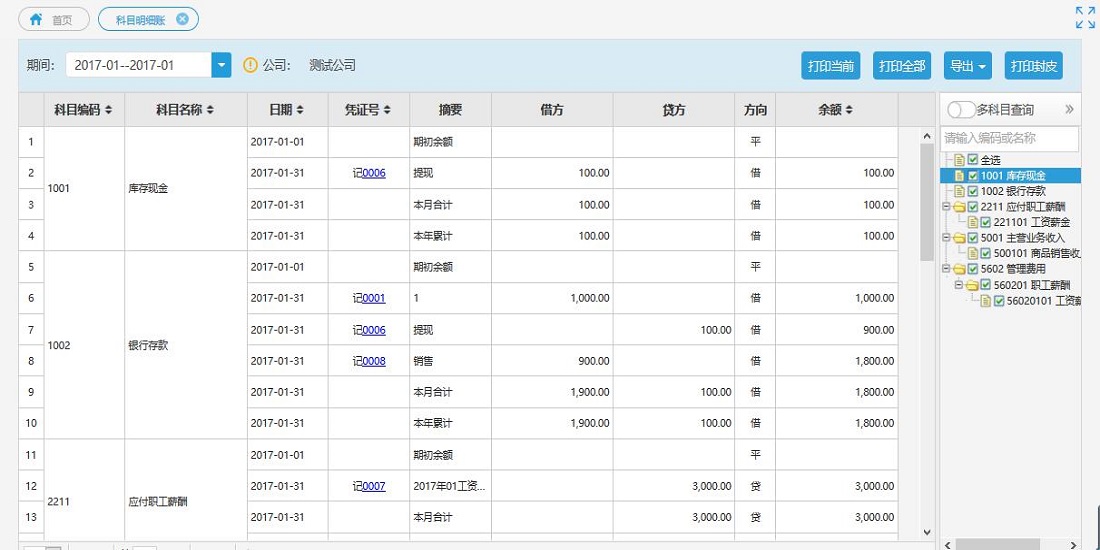 首页 科目明细账
期间: 2017-01--2017-01 公司: 测试公司 打印当前 打印全部 导出 打印封皮
科目编码 科目名称 日期 凭证号 摘要 借方 贷方 方向 余额
1 2017-01-01 期初余额 平
2 2017-01-31 记0006 提现 100.00 借 100.00
1001 库存现金
3 2017-01-31 本月合计 100.00 借 100.00
4 2017-01-31 本年累计 100.00 借 100.00
5 2017-01-01 期初余额 平
6 2017-01-31 记0001 1 1,000.00 借 1,000.00
7 2017-01-31 记0006 提现 100.00 借 900.00
1002 银行存款
8 2017-01-31 记0008 销售 900.00 借 1,800.00
9 2017-01-31 本月合计 1,900.00 100.00 借 1,800.00
10 2017-01-31 本年累计 1,900.00 100.00 借 1,800.00
11 2017-01-01 期初余额 平
12 2017-01-31 记0007 2017年01工资... 3,000.00 贷 3,000.00
2211 应付职工薪酬
13 2017-01-31 本月合计 3,000.00 贷 3,000.00
多科目查询 »
请输入编码或名称
全选
1001 库存现金
1002 银行存款
2211 应付职工薪酬
221101 工资薪金
5001 主营业务收入
500101 商品销售收
5602 管理费用
560201 职工薪酬
56020101 工资